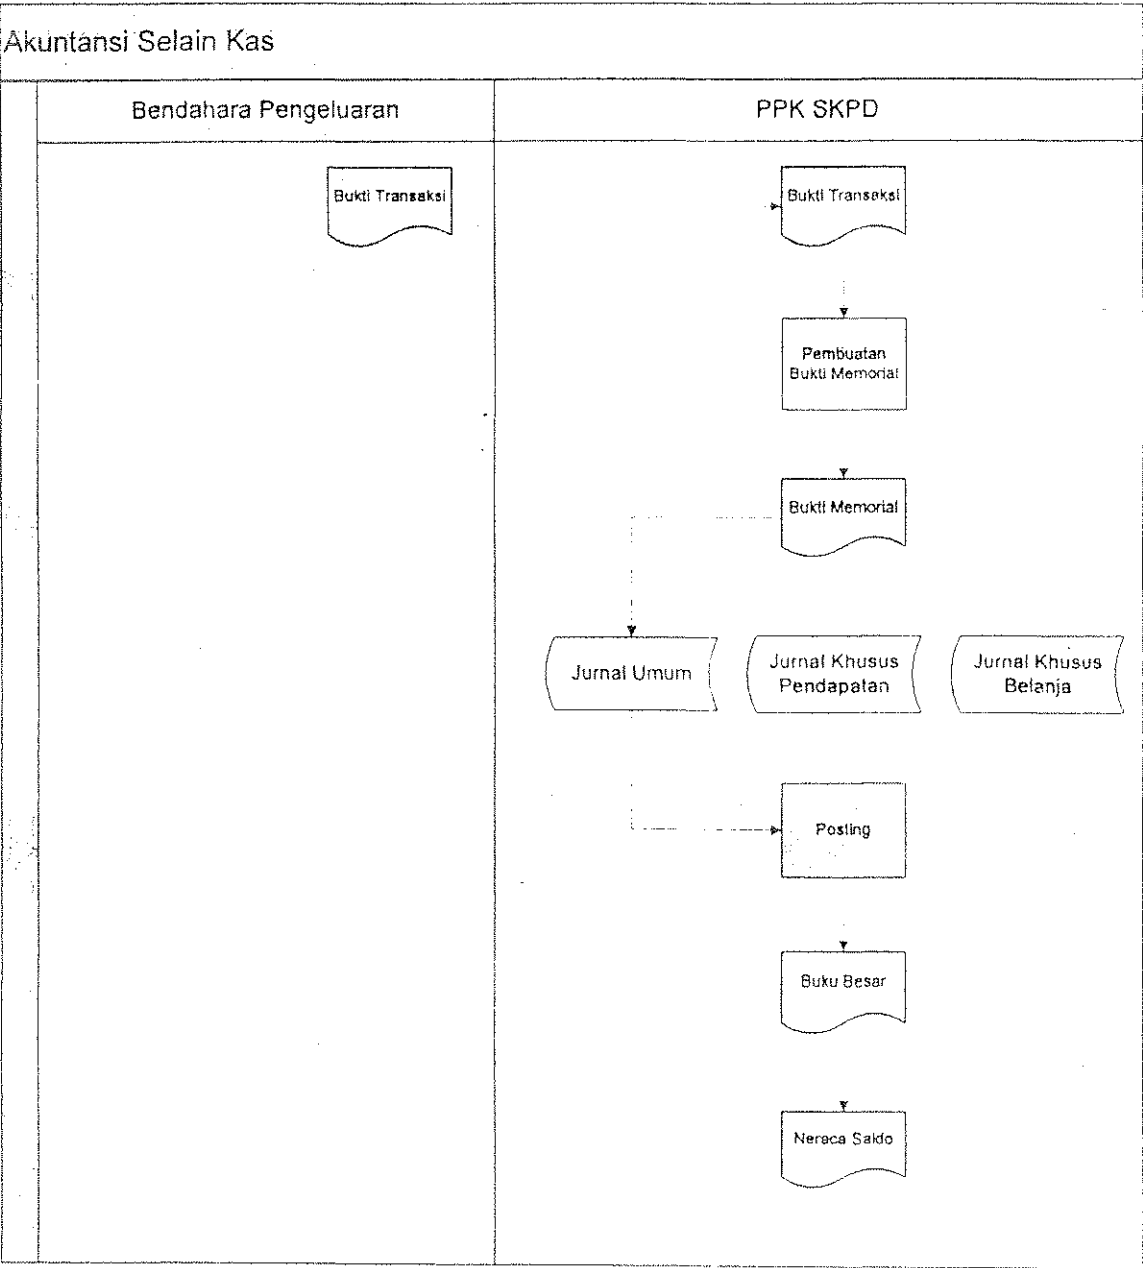 Akuntansi Selain Kas
Bendahara Pengeluaran
PPK SKPD
Bukti Transaksi
Bukti Transaksi
Pembuatan
Bukti Memorial
Bukti Memorial
Jurnal Umum
Jurnal Khusus
Pendapatan
Jurnal Khusus
Belanja
Posting
Buku Besar
Neraca Saldo